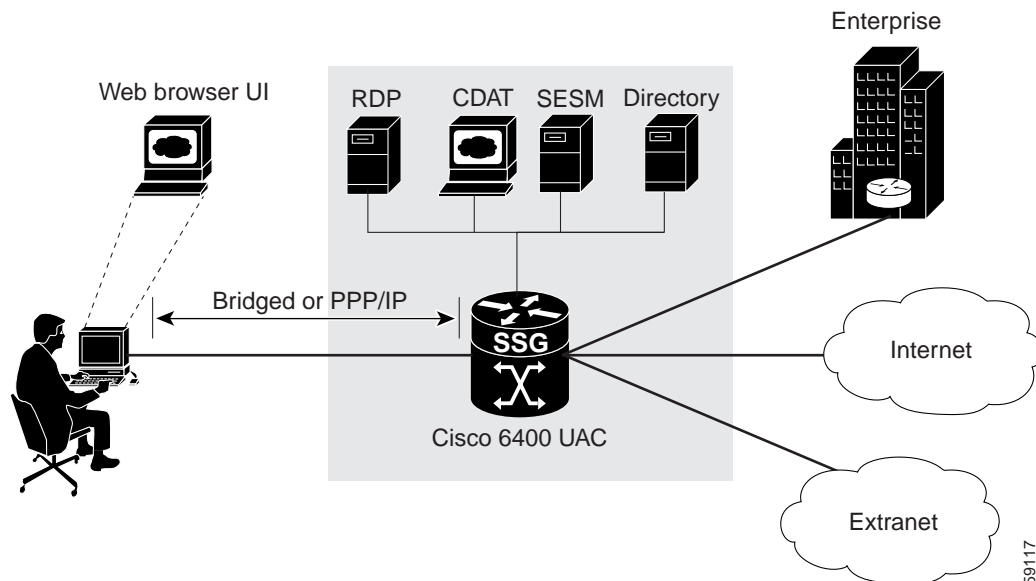 Enterprise
Web browser UI
RDP
CDAT
SESM
Directory
Bridged or PPP/IP
SSG
Internet
Cisco 6400 UAC
Extranet
59117